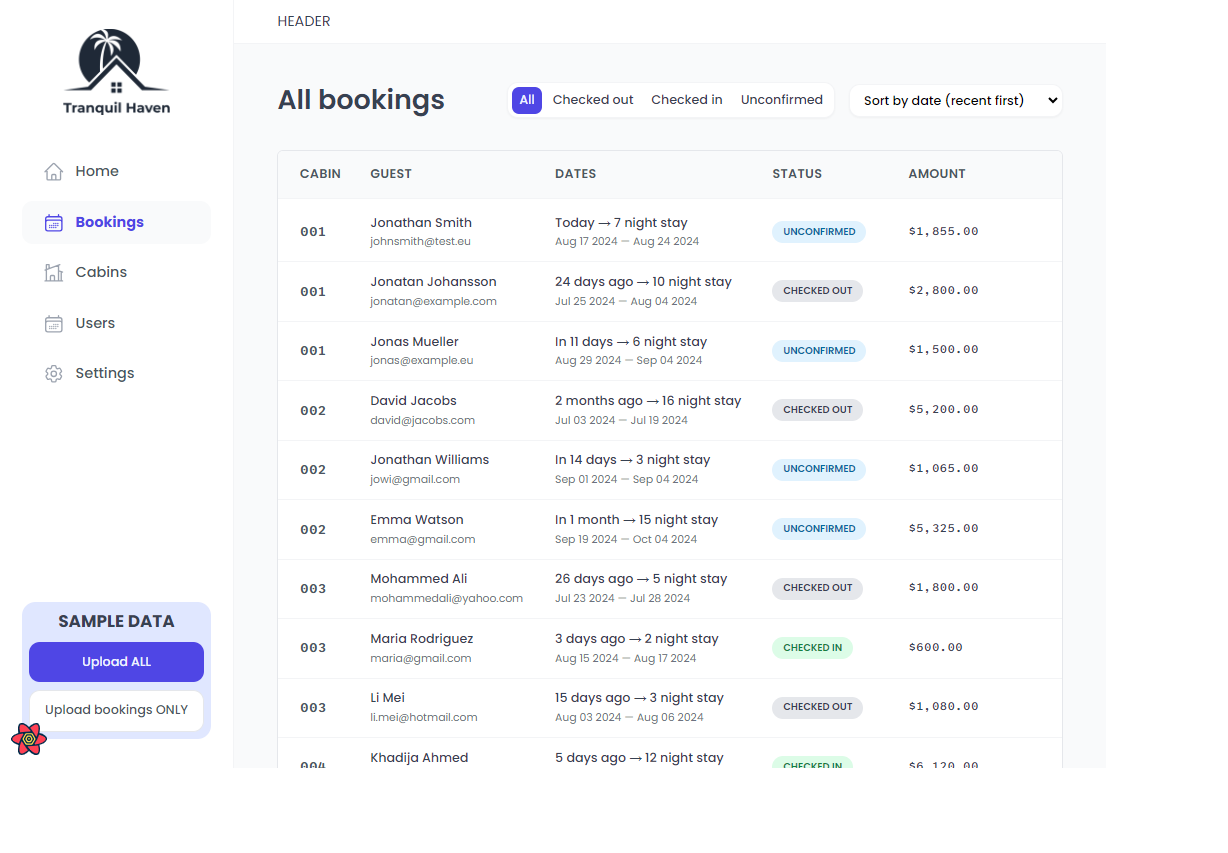 Tranquil Haven
Home
Bookings
Cabins
Users
Settings
SAMPLE DATA
Upload ALL
Upload bookings ONLY
HEADER
All bookings
All Checked out Checked in Unconfirmed
Sort by date (recent first)
CABIN GUEST DATES STATUS AMOUNT
001 Jonathan Smith Today → 7 night stay UNCONFIRMED $1,855.00
johnsmith@test.eu Aug 17 2024 — Aug 24 2024
001 Jonatan Johansson 24 days ago → 10 night stay CHECKED OUT $2,800.00
jonatan@example.com Jul 25 2024 — Aug 04 2024
001 Jonas Mueller In 11 days → 6 night stay UNCONFIRMED $1,500.00
jonas@example.eu Aug 29 2024 — Sep 04 2024
002 David Jacobs 2 months ago → 16 night stay CHECKED OUT $5,200.00
david@jacobs.com Jul 03 2024 — Jul 19 2024
002 Jonathan Williams In 14 days → 3 night stay UNCONFIRMED $1,065.00
jowi@gmail.com Sep 01 2024 — Sep 04 2024
002 Emma Watson In 1 month → 15 night stay UNCONFIRMED $5,325.00
emma@gmail.com Sep 19 2024 — Oct 04 2024
003 Mohammed Ali 26 days ago → 5 night stay CHECKED OUT $1,800.00
mohammedali@yahoo.com Jul 23 2024 — Jul 28 2024
003 Maria Rodriguez 3 days ago → 2 night stay CHECKED IN $600.00
maria@gmail.com Aug 15 2024 — Aug 17 2024
003 Li Mei 15 days ago → 3 night stay CHECKED OUT $1,080.00
li.mei@hotmail.com Aug 03 2024 — Aug 06 2024
004 Khadija Ahmed 5 days ago → 12 night stay CHECKED IN $6,120.00